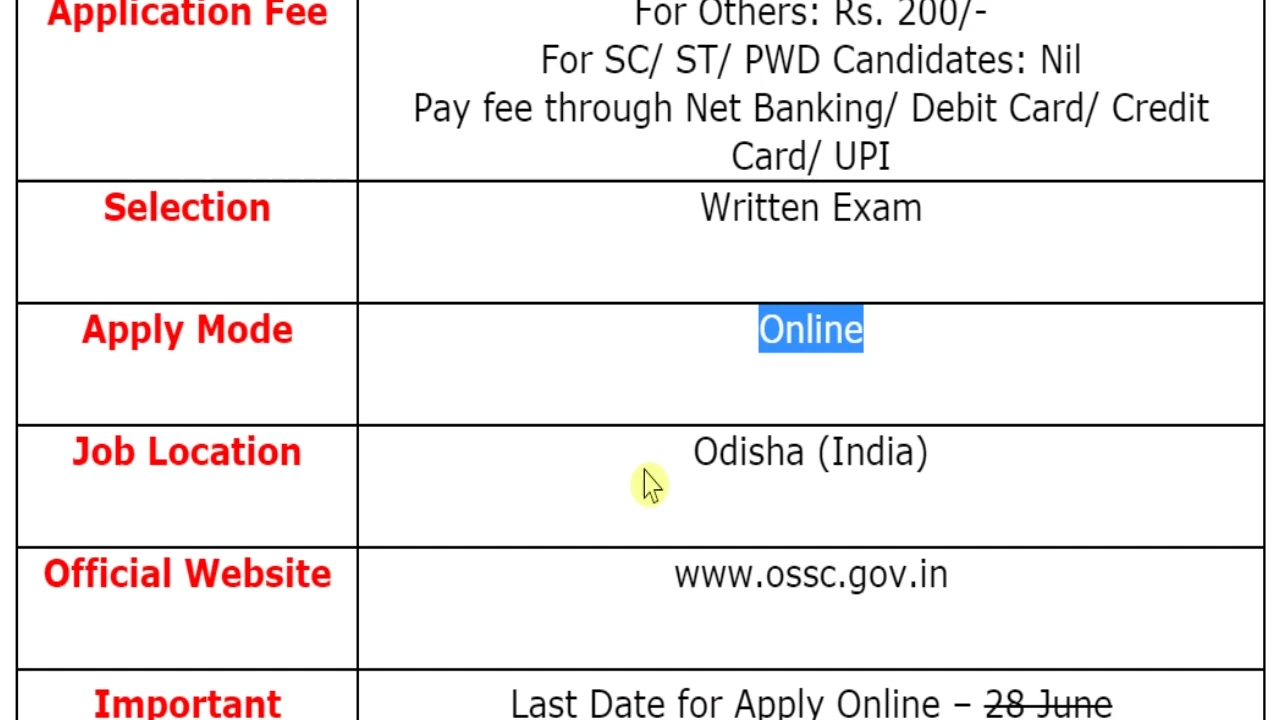 Application Fee
For Others: Rs. 200/-
For SC/ ST/ PWD Candidates: Nil
Pay fee through Net Banking/ Debit Card/ Credit
Card/ UPI
Selection
Written Exam
Apply Mode
Online
Job Location
Odisha (India)
Official Website
www.ossc.gov.in
Important
Last Date for Apply Online – 28 June